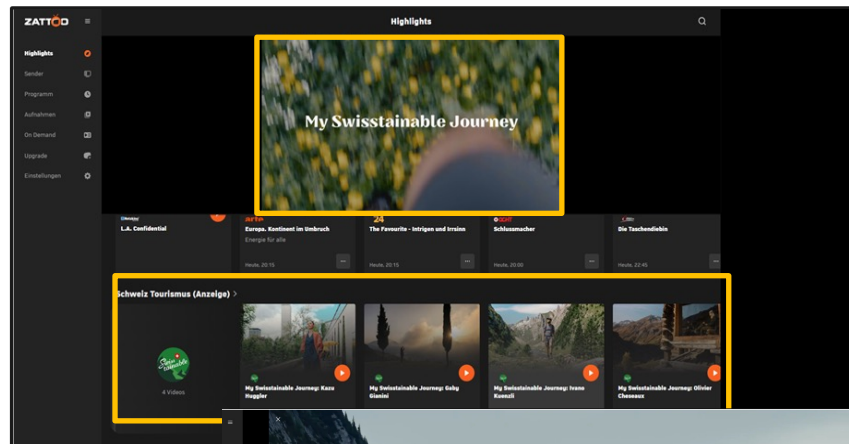 ZATTOO
Highlights
Highlights
Sender
Programm
Aufnahmen
On Demand
Upgrade
Einstellungen
My Swisstainable Journey
L.A. Confidential
arte
Europa. Kontinent im Umbruch
Energie für alle
Heute, 20:15
24
The Favourite - Intrigen und Irrsinn
Heute, 20:15
Schlussmacher
Heute, 20:00
Die Taschendiebin
Heute, 22:45
Schweiz Tourismus (Anzeige)
Swisstainable
4 Videos
My Swisstainable Journey: Kazu
Huggler
My Swisstainable Journey: Gaby
Gianini
My Swisstainable Journey: Ivana
Kuenzli
My Swisstainable Journey: Olivier
Cheseaux